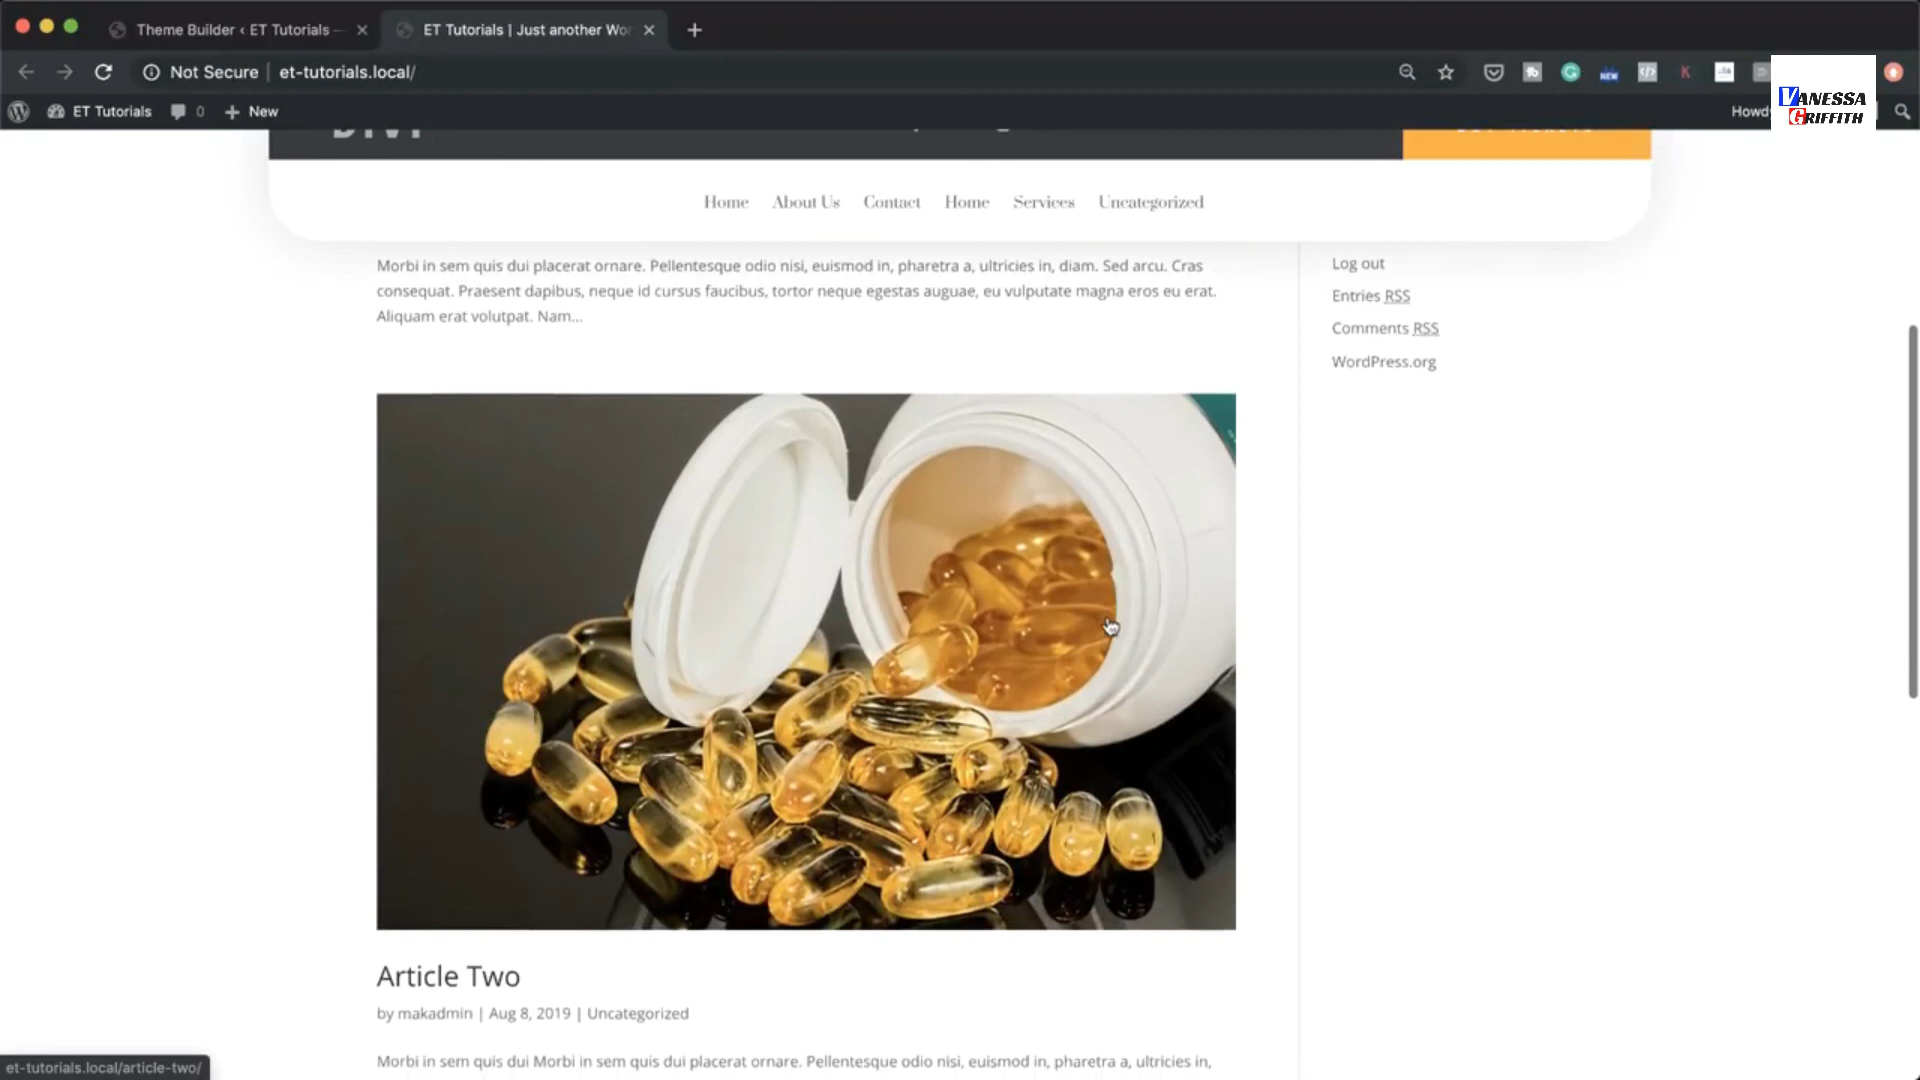 Theme Builder ‹ ET Tutorials —
ET Tutorials | Just another Wor
Not Secure
et-tutorials.local/
NEW
K
VANESSA
GRIFFITH
ET Tutorials
0
New
Howdy
DIVI
Home
About Us
Contact
Home
Services
Uncategorized
Morbi in sem quis dui placerat ornare. Pellentesque odio nisi, euismod in, pharetra a, ultricies in, diam. Sed arcu. Cras
consequat. Praesent dapibus, neque id cursus faucibus, tortor neque egestas auguae, eu vulputate magna eros eu erat.
Aliquam erat volutpat. Nam...
Log out
Entries RSS
Comments RSS
WordPress.org
Article Two
by makadmin | Aug 8, 2019 | Uncategorized
Morbi in sem quis dui Morbi in sem quis dui placerat ornare. Pellentesque odio nisi, euismod in, pharetra a, ultricies in,
et-tutorials.local/article-two/